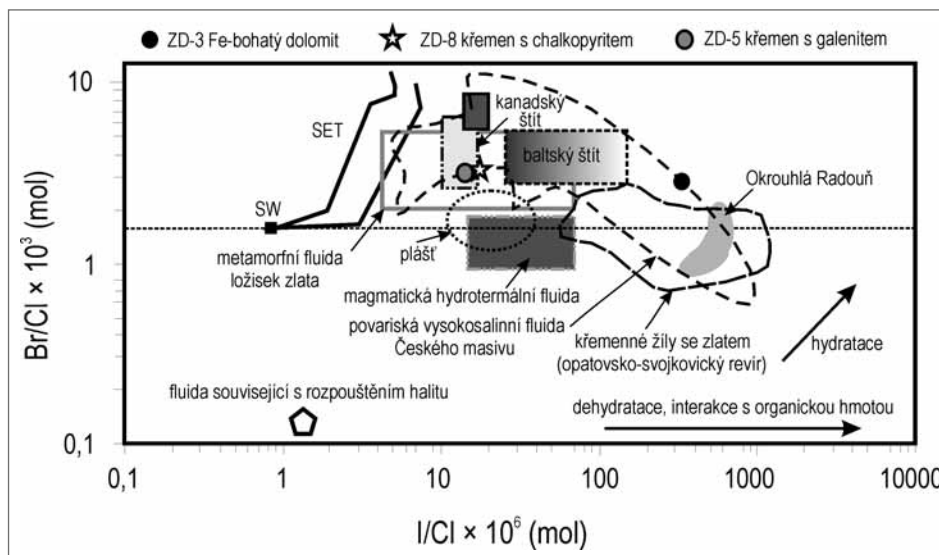 ZD-3 Fe-bohatý dolomit
ZD-8 křemen s chalkopyritem
ZD-5 křemen s galenitem
10
1
0,1
Br/Cl × 10³ (mol)
SET
SW
kanadský
štít
baltský štít
Okrouhlá Radouň
metamorfní fluida
ložisek zlata
plášť
magmatická hydrotermální fluida
povariská vysokosalinní fluida
Českého masivu
křemenné žíly se zlatem
(opatovsko-svojkovický revír)
hydratace
fluida související s rozpouštěním halitu
dehydratace, interakce s organickou hmotou
0,1
1
10
100
1000
10000
I/Cl × 10⁶ (mol)